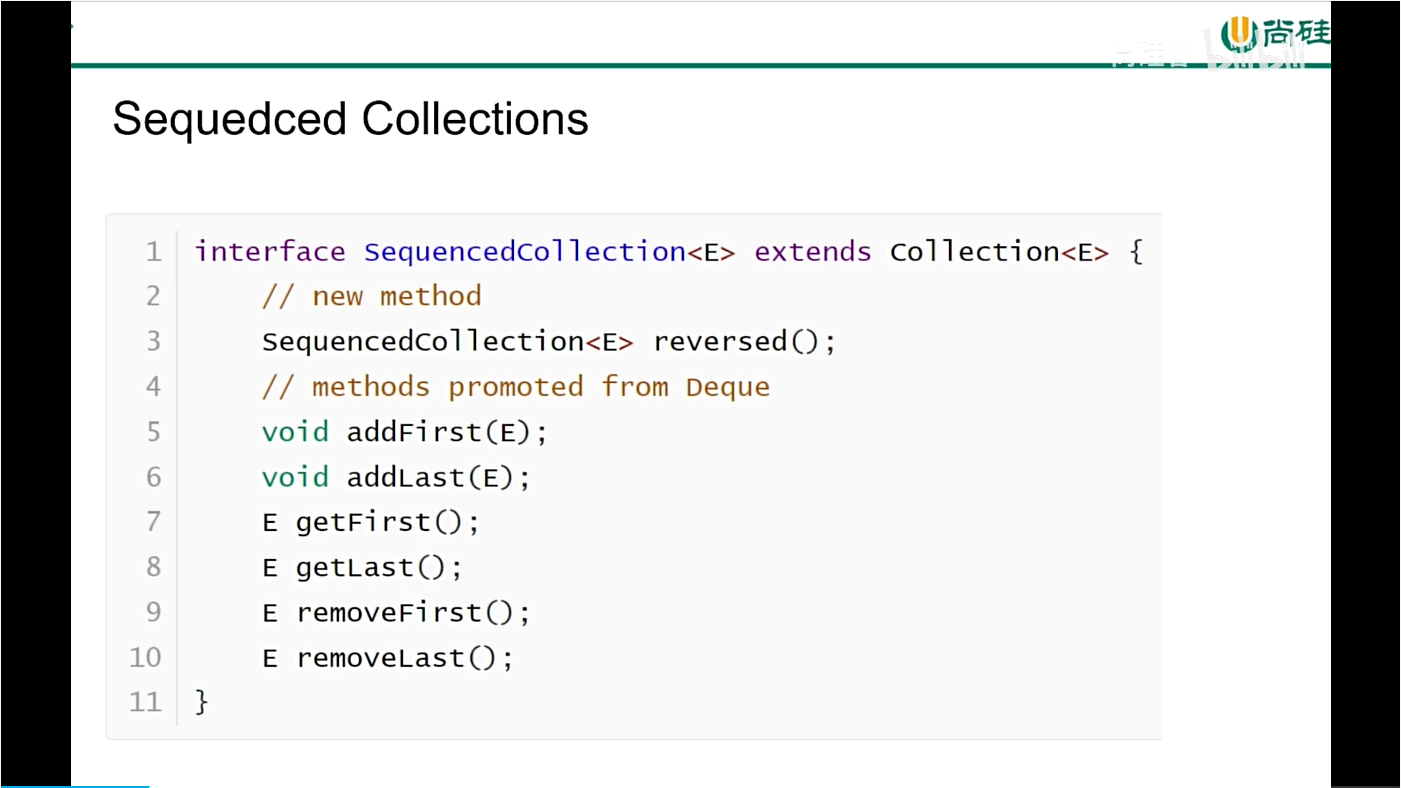 尚硅
bilibili
Sequedced Collections
1 interface SequencedCollection<E> extends Collection<E> {
2 // new method
3 SequencedCollection<E> reversed();
4 // methods promoted from Deque
5 void addFirst(E);
6 void addLast(E);
7 E getFirst();
8 E getLast();
9 E removeFirst();
10 E removeLast();
11 }